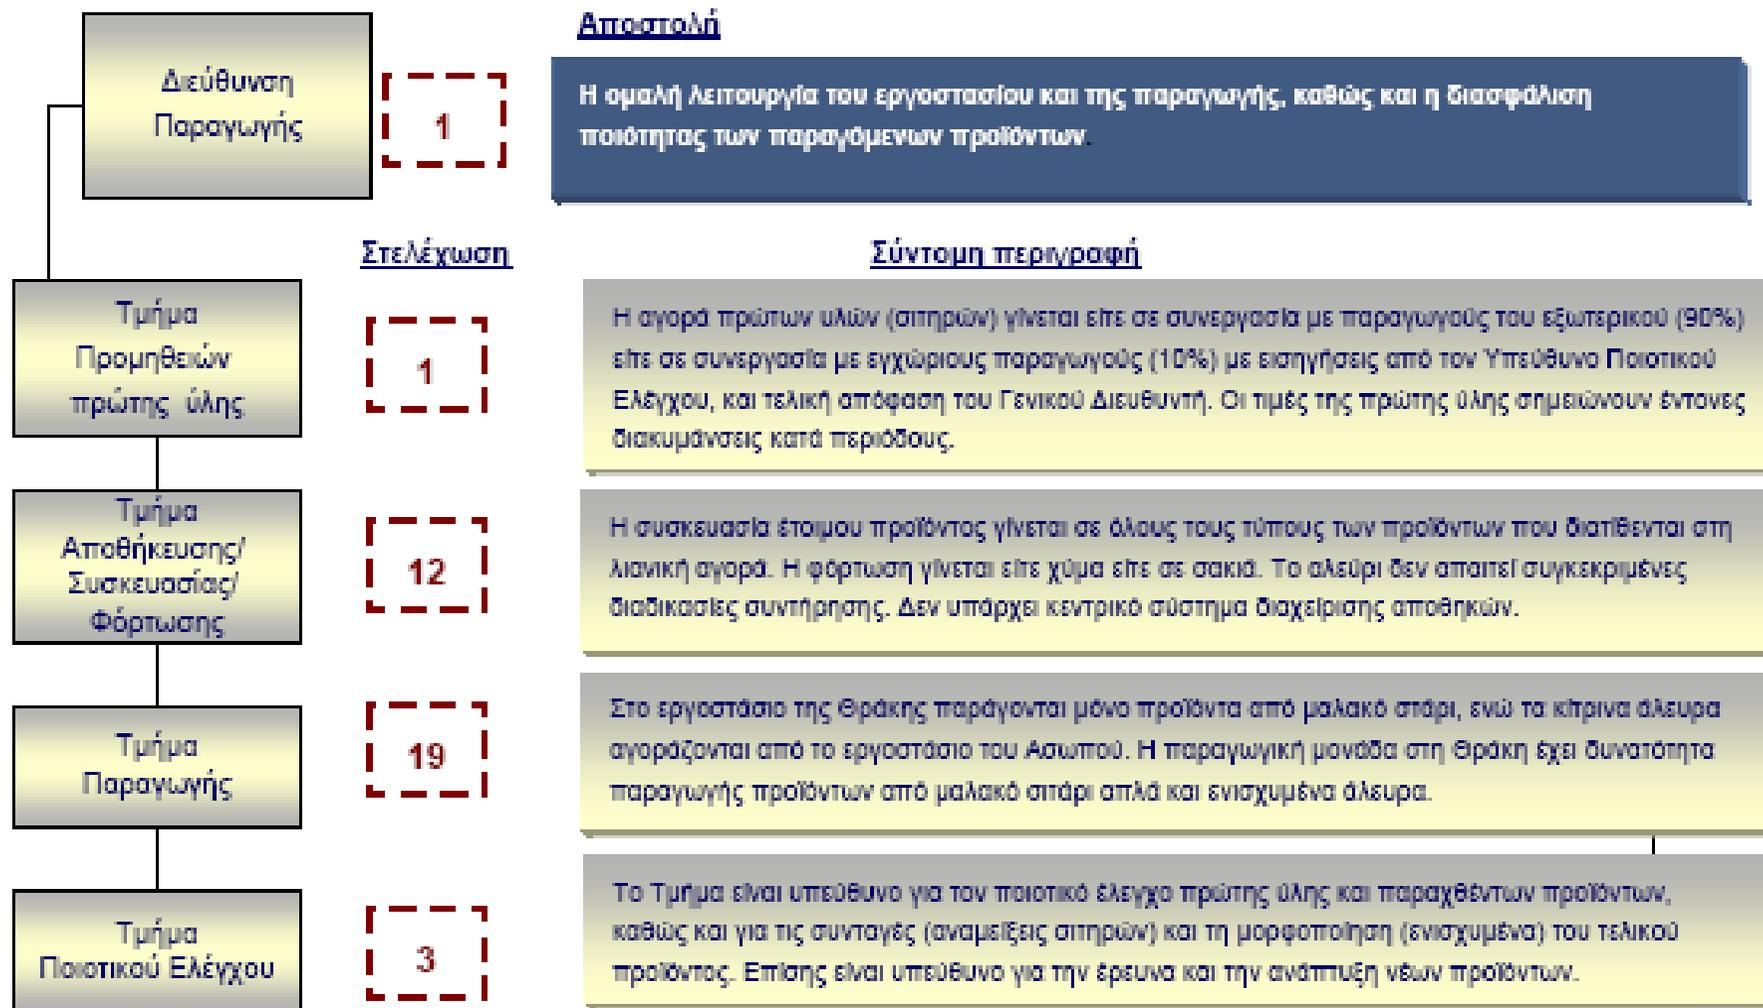 Αποστολή
Διεύθυνση
Παραγωγής
1
Η ομαλή λειτουργία του εργοστασίου και της παραγωγής, καθώς και η διασφάλιση
ποιότητας των παραγόμενων προϊόντων.
Στελέχωση
Σύντομη περιγραφή
Τμήμα
Προμηθειών
πρώτης ύλης
1
Η αγορά πρώτων υλών (σιτηρών) γίνεται είτε σε συνεργασία με παραγωγούς του εξωτερικού (90%)
είτε σε συνεργασία με εγχώριους παραγωγούς (10%) με εισηγήσεις από τον Υπεύθυνο Ποιοτικού
Ελέγχου, και τελική απόφαση του Γενικού Διευθυντή. Οι τιμές της πρώτης ύλης σημειώνουν έντονες
διακυμάνσεις κατά περιόδους.
Τμήμα
Αποθήκευσης/
Συσκευασίας/
Φόρτωσης
12
Η συσκευασία έτοιμου προϊόντος γίνεται σε όλους τους τύπους των προϊόντων που διατίθενται στη
λιανική αγορά. Η φόρτωση γίνεται είτε χύμα είτε σε σακιά. Το αλεύρι δεν απαιτεί συγκεκριμένες
διαδικασίες συντήρησης. Δεν υπάρχει κεντρικό σύστημα διαχείρισης αποθηκών.
Τμήμα
Παραγωγής
19
Στο εργοστάσιο της Θράκης παράγονται μόνο προϊόντα από μαλακό σιτάρι, ενώ τα κίτρινα άλευρα
αγοράζονται από το εργοστάσιο του Ασωπού. Η παραγωγική μονάδα στη Θράκη έχει δυνατότητα
παραγωγής προϊόντων από μαλακό σιτάρι απλά και ενισχυμένα άλευρα.
Τμήμα
Ποιοτικού Ελέγχου
3
Το Τμήμα είναι υπεύθυνο για τον ποιοτικό έλεγχο πρώτης ύλης και παραχθέντων προϊόντων,
καθώς και για τις συνταγές (αναμείξεις σιτηρών) και τη μορφοποίηση (ενισχυμένα) του τελικού
προϊόντος. Επίσης είναι υπεύθυνο για την έρευνα και την ανάπτυξη νέων προϊόντων.